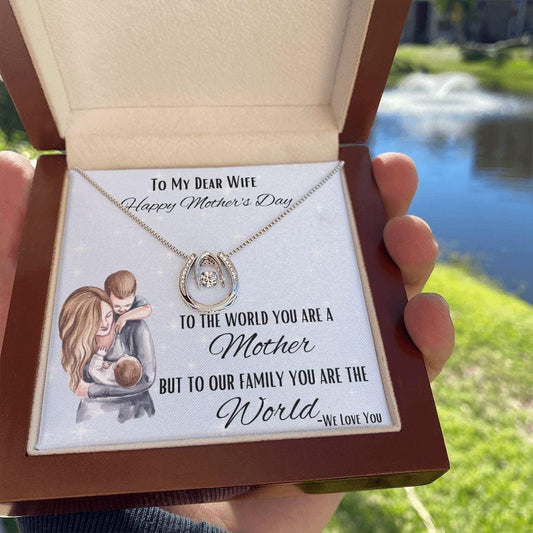 To My Dear Wife
Happy Mother's Day
TO THE WORLD YOU ARE A
Mother
BUT TO OUR FAMILY YOU ARE THE
World
-We Love You